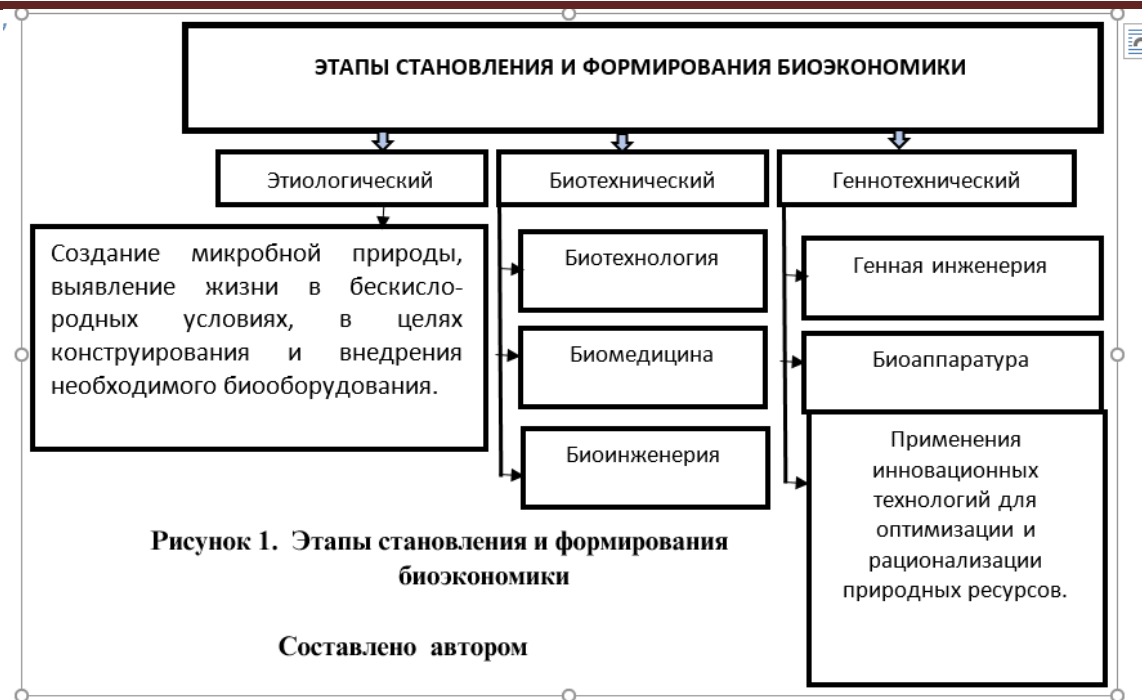 ЭТАПЫ СТАНОВЛЕНИЯ И ФОРМИРОВАНИЯ БИОЭКОНОМИКИ
Этиологический
Биотехнический
Геннотехнический
Создание микробной природы,
выявление жизни в бескисло-
родных условиях, в целях
конструирования и внедрения
необходимого биооборудования.
Биотехнология
Биомедицина
Биоинженерия
Генная инженерия
Биоаппаратура
Применения
инновационных
технологий для
оптимизации и
рационализации
природных ресурсов.
Рисунок 1. Этапы становления и формирования
биоэкономики
Составлено автором